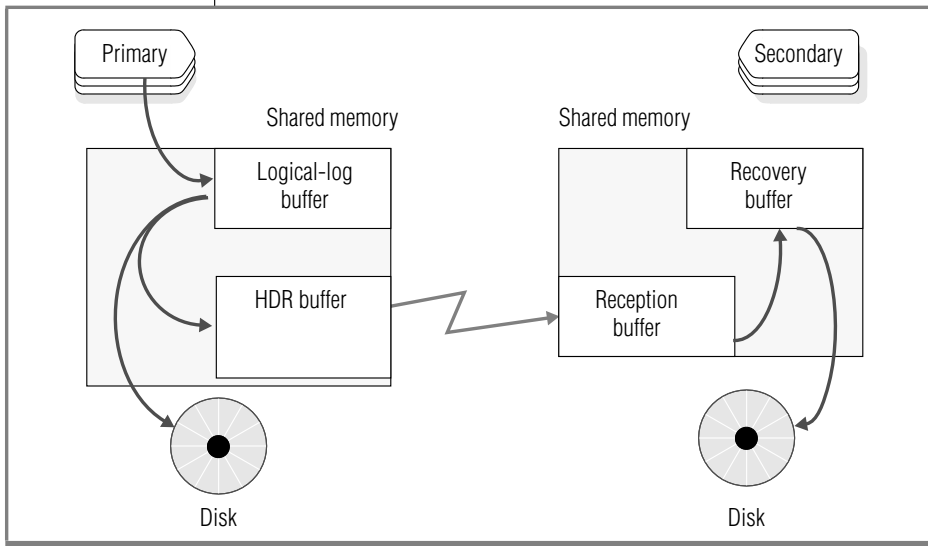 Primary
Secondary
Shared memory
Shared memory
Logical-log
buffer
Recovery
buffer
HDR buffer
Reception
buffer
Disk
Disk